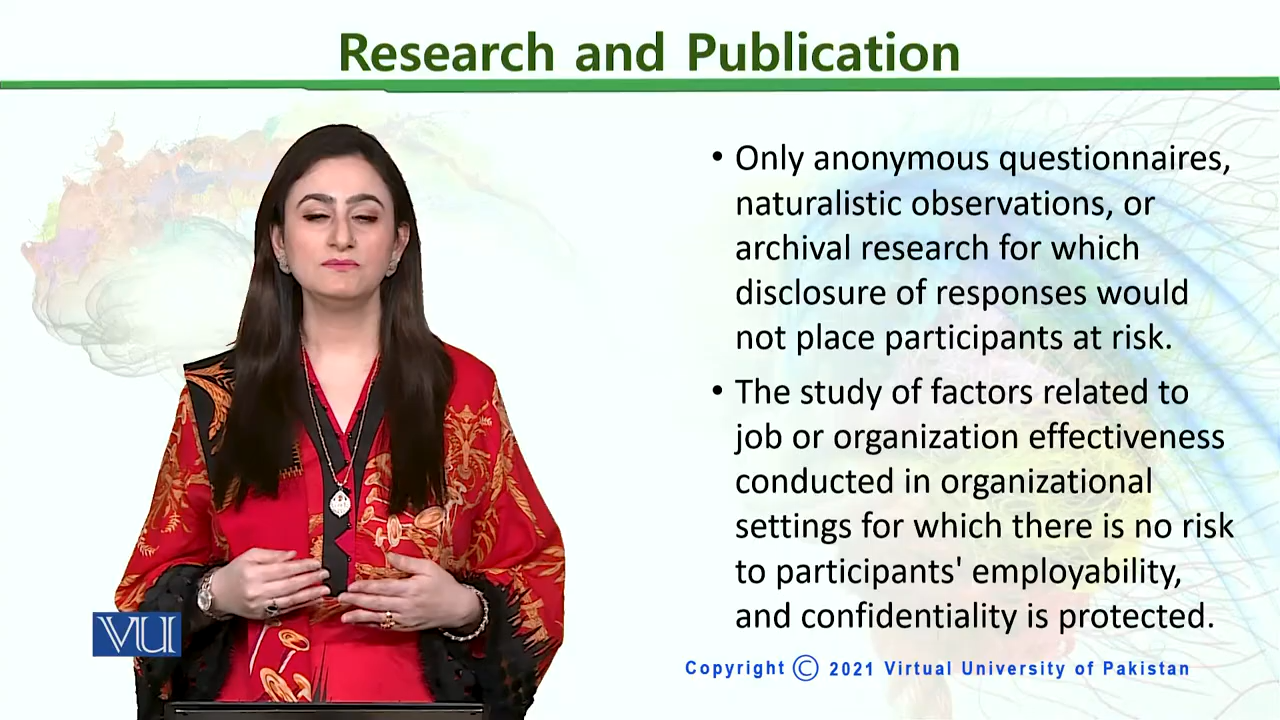 Research and Publication
• Only anonymous questionnaires,
naturalistic observations, or
archival research for which
disclosure of responses would
not place participants at risk.
• The study of factors related to
job or organization effectiveness
conducted in organizational
settings for which there is no risk
to participants' employability,
and confidentiality is protected.
VU
Copyright © 2021 Virtual University of Pakistan